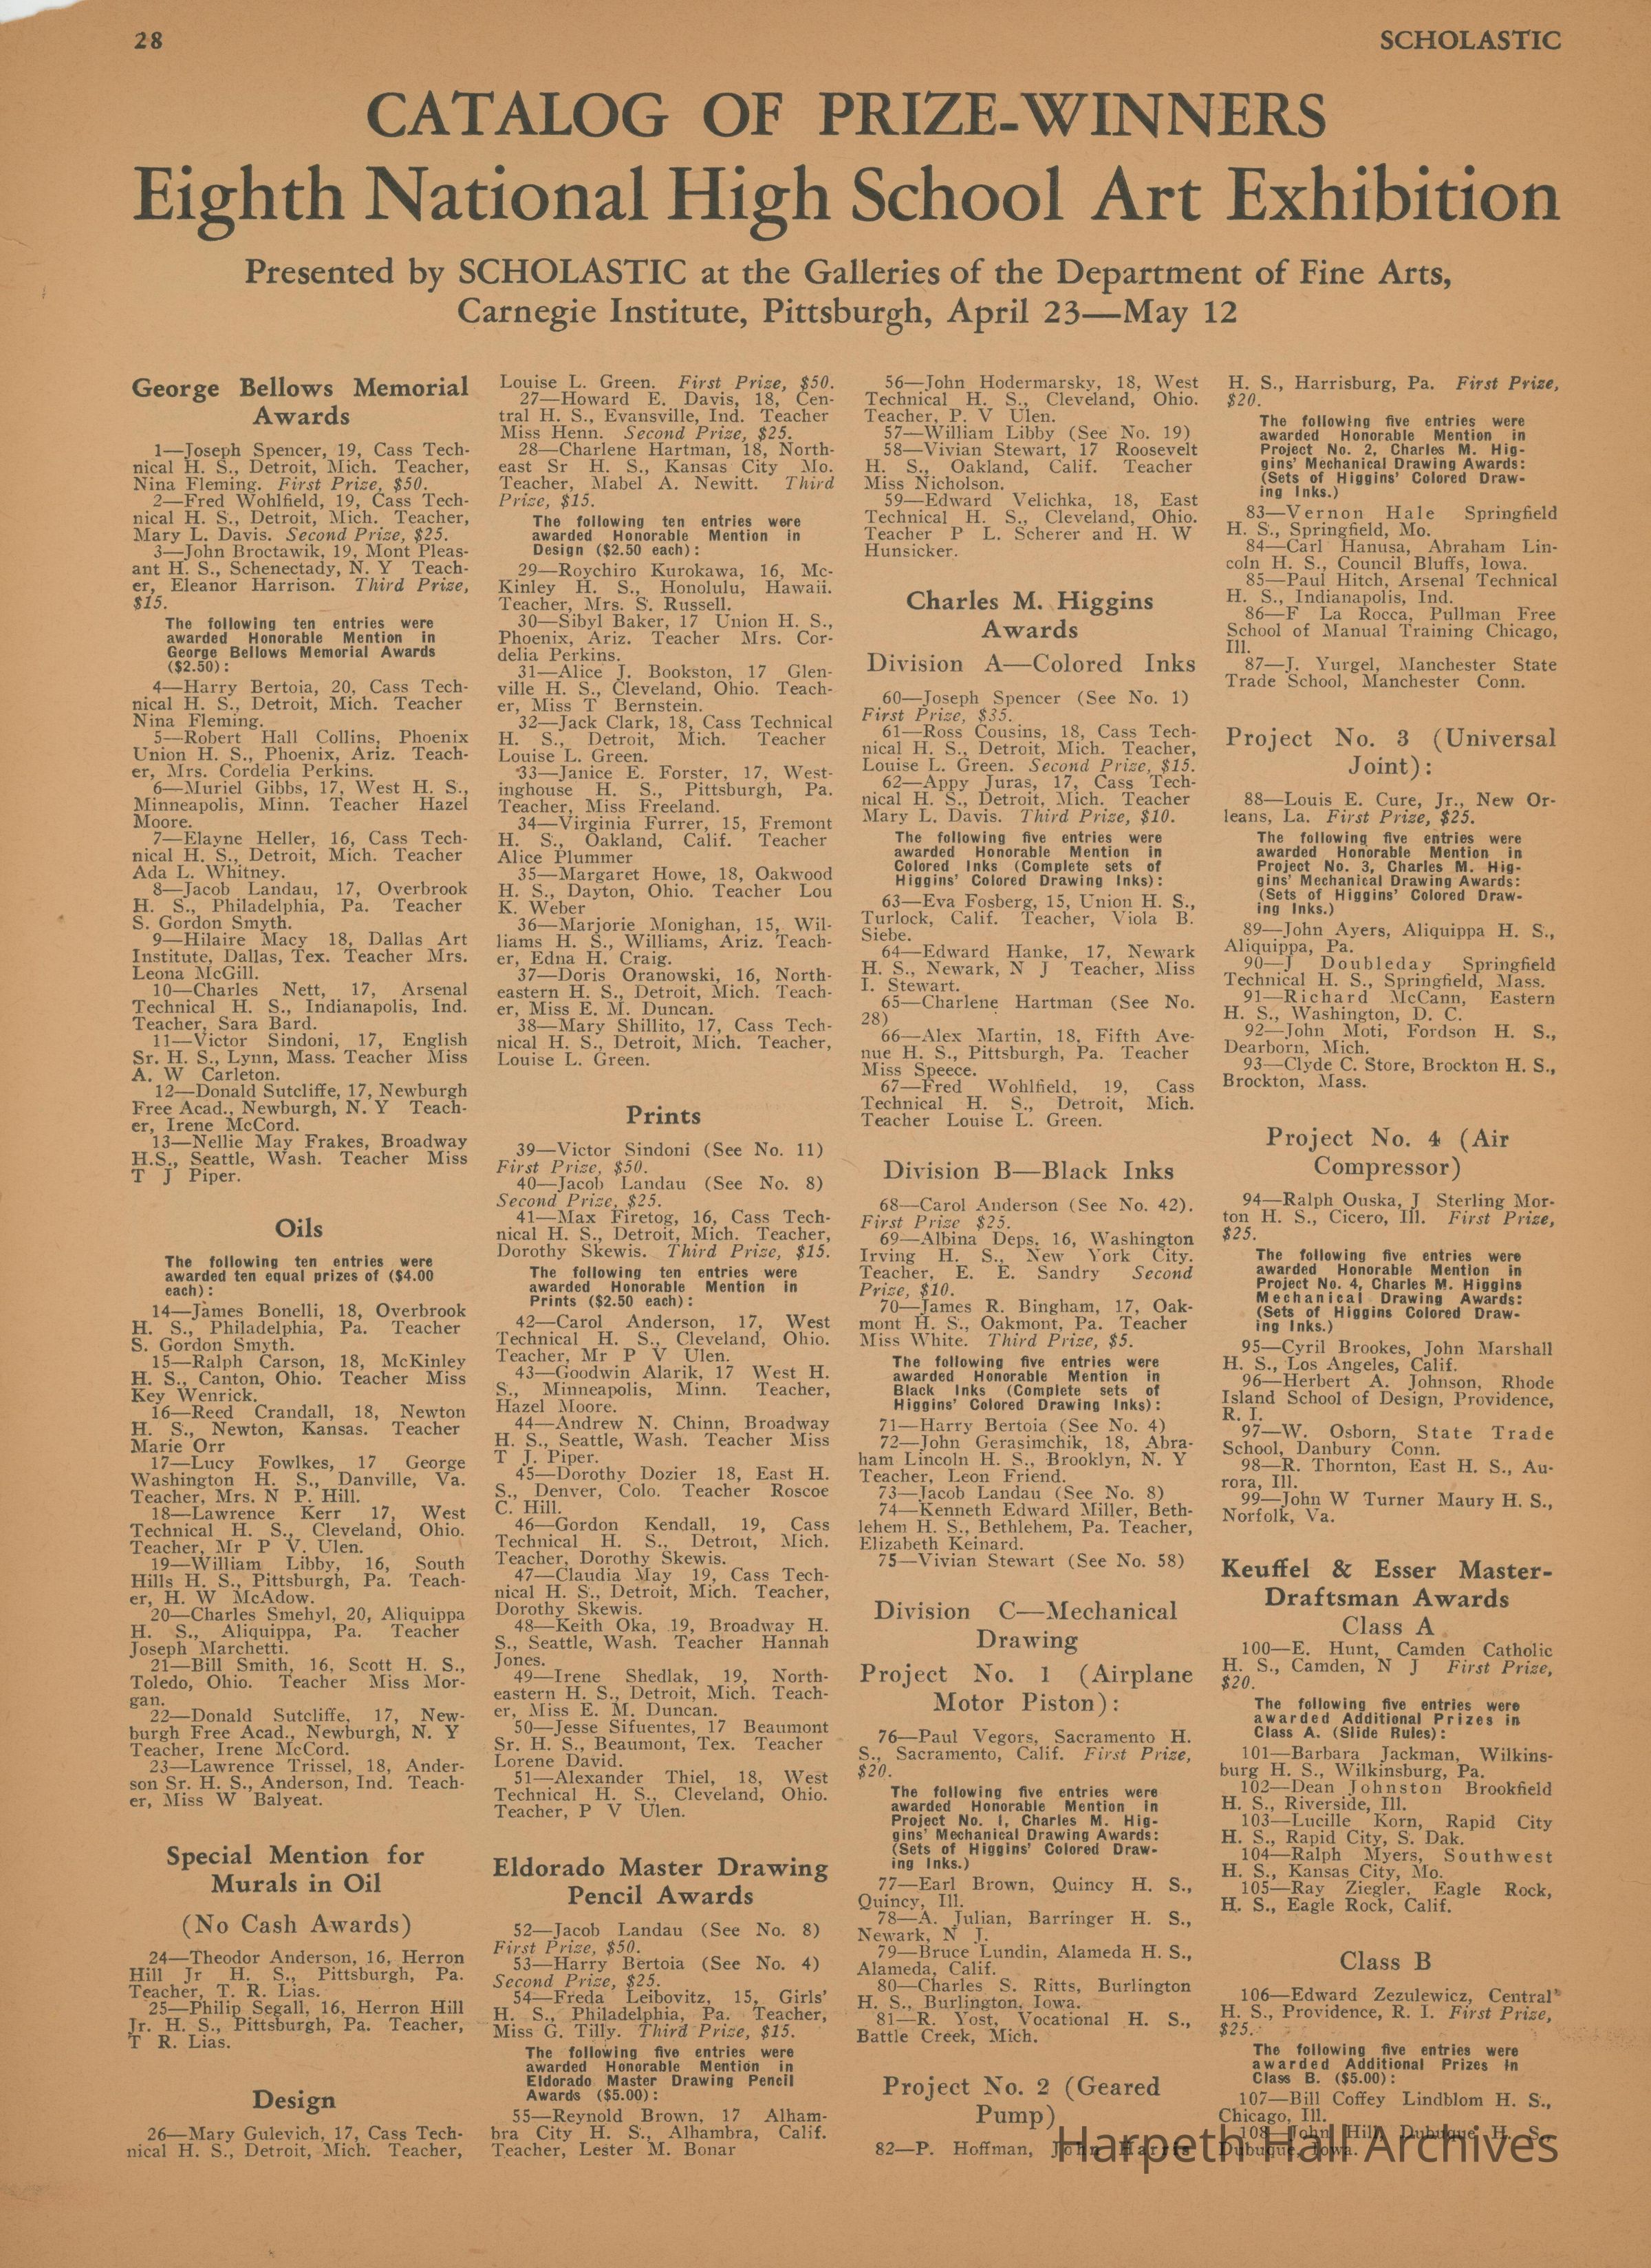 28
SCHOLASTIC
CATALOG OF PRIZE-WINNERS
Eighth National High School Art Exhibition
Presented by SCHOLASTIC at the Galleries of the Department of Fine Arts,
Carnegie Institute, Pittsburgh, April 23—May 12
George Bellows Memorial
Awards
1—Joseph Spencer, 19, Cass Tech-
nical H. S., Detroit, Mich. Teacher,
Nina Fleming. First Prize, $50.
2—Fred Wohlfield, 19, Cass Tech-
nical H. S., Detroit, Mich. Teacher,
Mary L. Davis. Second Prize, $25.
3—John Broctawik, 19, Mont Pleas-
ant H. S., Schenectady, N. Y Teach-
er, Eleanor Harrison. Third Prize,
$15.
The following ten entries were
awarded Honorable Mention in
George Bellows Memorial Awards
($2.50):
4—Harry Bertoia, 20, Cass Tech-
nical H. S., Detroit, Mich. Teacher
Nina Fleming.
5—Robert Hall Collins, Phoenix
Union H. S., Phoenix, Ariz. Teach-
er, Mrs. Cordelia Perkins.
6—Muriel Gibbs, 17, West H. S.,
Minneapolis, Minn. Teacher Hazel
Moore.
7—Elayne Heller, 16, Cass Tech-
nical H. S., Detroit, Mich. Teacher
Ada L. Whitney.
8—Jacob Landau, 17, Overbrook
H. S., Philadelphia, Pa. Teacher
S. Gordon Smyth.
9—Hilaire Macy 18, Dallas Art
Institute, Dallas, Tex. Teacher Mrs.
Leona McGill.
10—Charles Nett, 17, Arsenal
Technical H. S., Indianapolis, Ind.
Teacher, Sara Bard.
11—Victor Sindoni, 17, English
Sr. H. S., Lynn, Mass. Teacher Miss
A. W Carleton.
12—Donald Sutcliffe, 17, Newburgh
Free Acad., Newburgh, N. Y Teach-
er, Irene McCord.
13—Nellie May Frakes, Broadway
H.S., Seattle, Wash. Teacher Miss
T J Piper.
Oils
The following ten entries were
awarded ten equal prizes of ($4.00
each):
14—James Bonelli, 18, Overbrook
H. S., Philadelphia, Pa. Teacher
S. Gordon Smyth.
15—Ralph Carson, 18, McKinley
H. S., Canton, Ohio. Teacher Miss
Key Wenrick.
16—Reed Crandall, 18, Newton
H. S., Newton, Kansas. Teacher
Marie Orr
17—Lucy Fowlkes, 17 George
Washington H. S., Danville, Va.
Teacher, Mrs. N P. Hill.
18—Lawrence Kerr 17, West
Technical H. S., Cleveland, Ohio.
Teacher, Mr P V. Ulen.
19—William Libby, 16, South
Hills H. S., Pittsburgh, Pa. Teach-
er, H. W McAdow.
20—Charles Smehyl, 20, Aliquippa
H. S., Aliquippa, Pa. Teacher
Joseph Marchetti.
21—Bill Smith, 16, Scott H. S.,
Toledo, Ohio. Teacher Miss Mor-
gan.
22—Donald Sutcliffe, 17, New-
burgh Free Acad., Newburgh, N. Y
Teacher, Irene McCord.
23—Lawrence Trissel, 18, Ander-
son Sr. H. S., Anderson, Ind. Teach-
er, Miss W Balyeat.
Special Mention for
Murals in Oil
(No Cash Awards)
24—Theodor Anderson, 16, Herron
Hill Jr H. S., Pittsburgh, Pa.
Teacher, T. R. Lias.
25—Philip Segall, 16, Herron Hill
Jr. H. S., Pittsburgh, Pa. Teacher,
T R. Lias.
Design
26—Mary Gulevich, 17, Cass Tech-
nical H. S., Detroit, Mich. Teacher,
Louise L. Green. First Prize, $50.
27—Howard E. Davis, 18, Cen-
tral H. S., Evansville, Ind. Teacher
Miss Henn. Second Prize, $25.
28—Charlene Hartman, 18, North-
east Sr H. S., Kansas City Mo.
Teacher, Mabel A. Newitt. Third
Prize, $15.
The following ten entries were
awarded Honorable Mention in
Design ($2.50 each):
29—Roychiro Kurokawa, 16, Mc-
Kinley H. S., Honolulu, Hawaii.
Teacher, Mrs. S. Russell.
30—Sibyl Baker, 17 Union H. S.,
Phoenix, Ariz. Teacher Mrs. Cor-
delia Perkins.
31—Alice J. Bookston, 17 Glen-
ville H. S., Cleveland, Ohio. Teach-
er, Miss T Bernstein.
32—Jack Clark, 18, Cass Technical
H. S., Detroit, Mich. Teacher
Louise L. Green.
33—Janice E. Forster, 17, West-
inghouse H. S., Pittsburgh, Pa.
Teacher, Miss Freeland.
34—Virginia Furrer, 15, Fremont
H. S., Oakland, Calif. Teacher
Alice Plummer
35—Margaret Howe, 18, Oakwood
H. S., Dayton, Ohio. Teacher Lou
K. Weber
36—Marjorie Monighan, 15, Wil-
liams H. S., Williams, Ariz. Teach-
er, Edna H. Craig.
37—Doris Oranowski, 16, North-
eastern H. S., Detroit, Mich. Teach-
er, Miss E. M. Duncan.
38—Mary Shillito, 17, Cass Tech-
nical H. S., Detroit, Mich. Teacher,
Louise L. Green.
Prints
39—Victor Sindoni (See No. 11)
First Prize, $50.
40—Jacob Landau (See No. 8)
Second Prize, $25.
41—Max Firetog, 16, Cass Tech-
nical H. S., Detroit, Mich. Teacher,
Dorothy Skewis. Third Prize, $15.
The following ten entries were
awarded Honorable Mention in
Prints ($2.50 each):
42—Carol Anderson, 17, West
Technical H. S., Cleveland, Ohio.
Teacher, Mr P V Ulen.
43—Goodwin Alarik, 17 West H.
S., Minneapolis, Minn. Teacher,
Hazel Moore.
44—Andrew N. Chinn, Broadway
H. S., Seattle, Wash. Teacher Miss
T J. Piper.
45—Dorothy Dozier 18, East H.
S., Denver, Colo. Teacher Roscoe
C. Hill.
46—Gordon Kendall, 19, Cass
Technical H. S., Detroit, Mich.
Teacher, Dorothy Skewis.
47—Claudia May 19, Cass Tech-
nical H. S., Detroit, Mich. Teacher,
Dorothy Skewis.
48—Keith Oka, 19, Broadway H.
S., Seattle, Wash. Teacher Hannah
Jones.
49—Irene Shedlak, 19, North-
eastern H. S., Detroit, Mich. Teach-
er, Miss E. M. Duncan.
50—Jesse Sifuentes, 17 Beaumont
Sr. H. S., Beaumont, Tex. Teacher
Lorene David.
51—Alexander Thiel, 18, West
Technical H. S., Cleveland, Ohio.
Teacher, P V Ulen.
Eldorado Master Drawing
Pencil Awards
52—Jacob Landau (See No. 8)
First Prize, $50.
53—Harry Bertoia (See No. 4)
Second Prize, $25.
54—Freda Leibovitz, 15, Girls'
H. S., Philadelphia, Pa. Teacher,
Miss G. Tilly. Third Prize, $15.
The following five entries were
awarded Honorable Mention in
Eldorado Master Drawing Pencil
Awards ($5.00):
55—Reynold Brown, 17 Alham-
bra City H. S., Alhambra, Calif.
Teacher, Lester M. Bonar
56—John Hodermarsky, 18, West
Technical H. S., Cleveland, Ohio.
Teacher, P. V Ulen.
57—William Libby (See No. 19)
58—Vivian Stewart, 17 Roosevelt
H. S., Oakland, Calif. Teacher
Miss Nicholson.
59—Edward Velichka, 18, East
Technical H. S., Cleveland, Ohio.
Teacher P L. Scherer and H. W
Hunsicker.
Charles M. Higgins
Awards
Division A—Colored Inks
60—Joseph Spencer (See No. 1)
First Prize, $35.
61—Ross Cousins, 18, Cass Tech-
nical H. S., Detroit, Mich. Teacher,
Louise L. Green. Second Prize, $15.
62—Appy Juras, 17, Cass Tech-
nical H. S., Detroit, Mich. Teacher
Mary L. Davis. Third Prize, $10.
The following five entries were
awarded Honorable Mention in
Colored Inks (Complete sets of
Higgins' Colored Drawing Inks):
63—Eva Fosberg, 15, Union H. S.,
Turlock, Calif. Teacher, Viola B.
Siebe.
64—Edward Hanke, 17, Newark
H. S., Newark, N J Teacher, Miss
I. Stewart.
65—Charlene Hartman (See No.
28)
66—Alex Martin, 18, Fifth Ave-
nue H. S., Pittsburgh, Pa. Teacher
Miss Speece.
67—Fred Wohlfield, 19, Cass
Technical H. S., Detroit, Mich.
Teacher Louise L. Green.
Division B—Black Inks
68—Carol Anderson (See No. 42).
First Prize $25.
69—Albina Deps, 16, Washington
Irving H. S., New York City.
Teacher, E. E. Sandry Second
Prize, $10.
70—James R. Bingham, 17, Oak-
mont H. S., Oakmont, Pa. Teacher
Miss White. Third Prize, $5.
The following five entries were
awarded Honorable Mention in
Black Inks (Complete sets of
Higgins' Colored Drawing Inks):
71—Harry Bertoia (See No. 4)
72—John Gerasimchik, 18, Abra-
ham Lincoln H. S., Brooklyn, N. Y
Teacher, Leon Friend.
73—Jacob Landau (See No. 8)
74—Kenneth Edward Miller, Beth-
lehem H. S., Bethlehem, Pa. Teacher,
Elizabeth Keinard.
75—Vivian Stewart (See No. 58)
Division C—Mechanical
Drawing
Project No. 1 (Airplane
Motor Piston):
76—Paul Vegors, Sacramento H.
S., Sacramento, Calif. First Prize,
$20.
The following five entries were
awarded Honorable Mention in
Project No. 1, Charles M. Hig-
gins' Mechanical Drawing Awards:
(Sets of Higgins' Colored Draw-
ing Inks.)
77—Earl Brown, Quincy H. S.,
Quincy, Ill.
78—A. Julian, Barringer H. S.,
Newark, N J.
79—Bruce Lundin, Alameda H. S.,
Alameda, Calif.
80—Charles S. Ritts, Burlington
H. S., Burlington, Iowa.
81—R. Yost, Vocational H. S.,
Battle Creek, Mich.
Project No. 2 (Geared
Pump)
82—P. Hoffman, John Harris
H. S., Harrisburg, Pa. First Prize,
$20.
The following five entries were
awarded Honorable Mention in
Project No. 2, Charles M. Hig-
gins' Mechanical Drawing Awards:
(Sets of Higgins' Colored Draw-
ing Inks.)
83—Vernon Hale Springfield
H. S., Springfield, Mo.
84—Carl Hanusa, Abraham Lin-
coln H. S., Council Bluffs, Iowa.
85—Paul Hitch, Arsenal Technical
H. S., Indianapolis, Ind.
86—F La Rocca, Pullman Free
School of Manual Training Chicago,
Ill.
87—J. Yurgel, Manchester State
Trade School, Manchester Conn.
Project No. 3 (Universal
Joint):
88—Louis E. Cure, Jr., New Or-
leans, La. First Prize, $25.
The following five entries were
awarded Honorable Mention in
Project No. 3, Charles M. Hig-
gins' Mechanical Drawing Awards:
(Sets of Higgins' Colored Draw-
ing Inks.)
89—John Ayers, Aliquippa H. S.,
Aliquippa, Pa.
90—J Doubleday Springfield
Technical H. S., Springfield, Mass.
91—Richard McCann, Eastern
H. S., Washington, D. C.
92—John Moti, Fordson H. S.,
Dearborn, Mich.
93—Clyde C. Store, Brockton H. S.,
Brockton, Mass.
Project No. 4 (Air
Compressor)
94—Ralph Ouska, J Sterling Mor-
ton H. S., Cicero, Ill. First Prize,
$25.
The following five entries were
awarded Honorable Mention in
Project No. 4, Charles M. Higgins
Mechanical Drawing Awards:
(Sets of Higgins Colored Draw-
ing Inks.)
95—Cyril Brookes, John Marshall
H. S., Los Angeles, Calif.
96—Herbert A. Johnson, Rhode
Island School of Design, Providence,
R. I.
97—W. Osborn, State Trade
School, Danbury Conn.
98—R. Thornton, East H. S., Au-
rora, Ill.
99—John W Turner Maury H. S.,
Norfolk, Va.
Keuffel & Esser Master-
Draftsman Awards
Class A
100—E. Hunt, Camden Catholic
H. S., Camden, N J First Prize,
$20.
The following five entries were
awarded Additional Prizes in
Class A. (Slide Rules):
101—Barbara Jackman, Wilkins-
burg H. S., Wilkinsburg, Pa.
102—Dean Johnston Brookfield
H. S., Riverside, Ill.
103—Lucille Korn, Rapid City
H. S., Rapid City, S. Dak.
104—Ralph Myers, Southwest
H. S., Kansas City, Mo.
105—Ray Ziegler, Eagle Rock,
H. S., Eagle Rock, Calif.
Class B
106—Edward Zezulewicz, Central
H. S., Providence, R. I. First Prize,
$25.
The following five entries were
awarded Additional Prizes in
Class B. ($5.00):
107—Bill Coffey Lindblom H. S.,
Chicago, Ill.
108—John Hill, Dubuque H. S.,
Dubuque, Iowa.
Harpeth Hall Archives